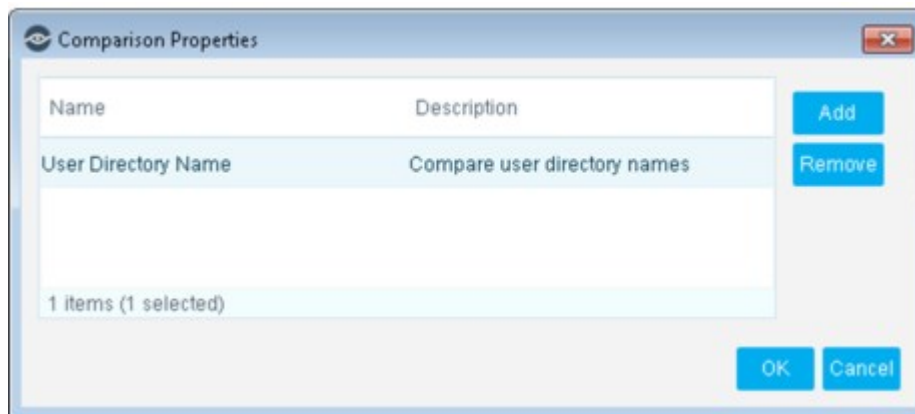 Comparison Properties
Name Description Add
User Directory Name Compare user directory names Remove
1 items (1 selected)
OK Cancel